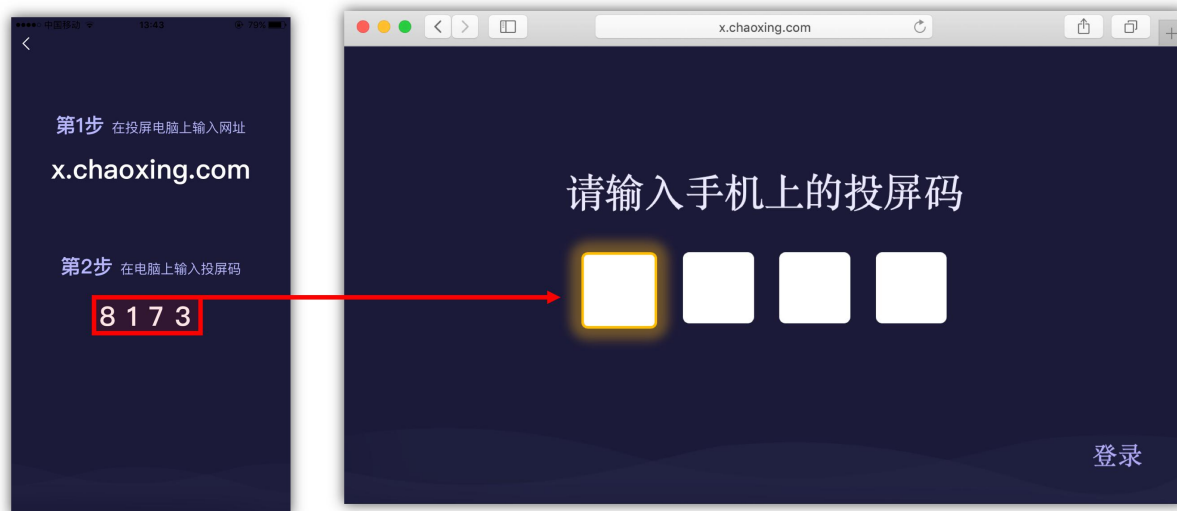 中国移动 13:43 79%
第1步 在投屏电脑上输入网址
x.chaoxing.com
第2步 在电脑上输入投屏码
8 1 7 3
x.chaoxing.com
请输入手机上的投屏码
登录